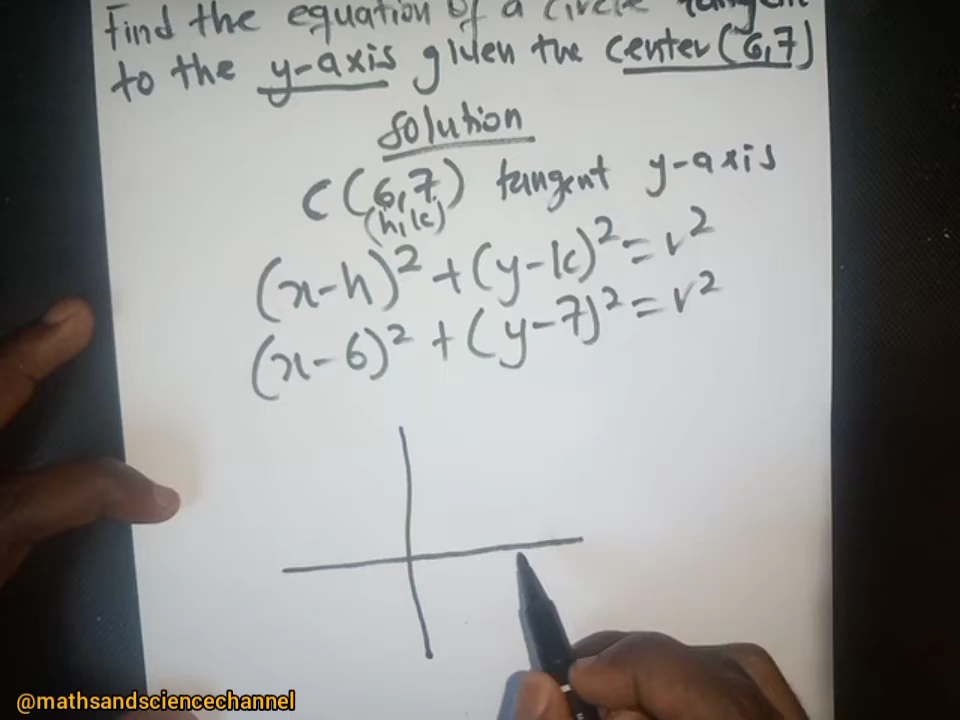 Find the equation of a circle tangent
to the y-axis given the center (6,7)
Solution
C(6,7) tangent y-axis
(h,k)
(x-h)² + (y-k)² = r²
(x-6)² + (y-7)² = r²
@mathsandsciencechannel